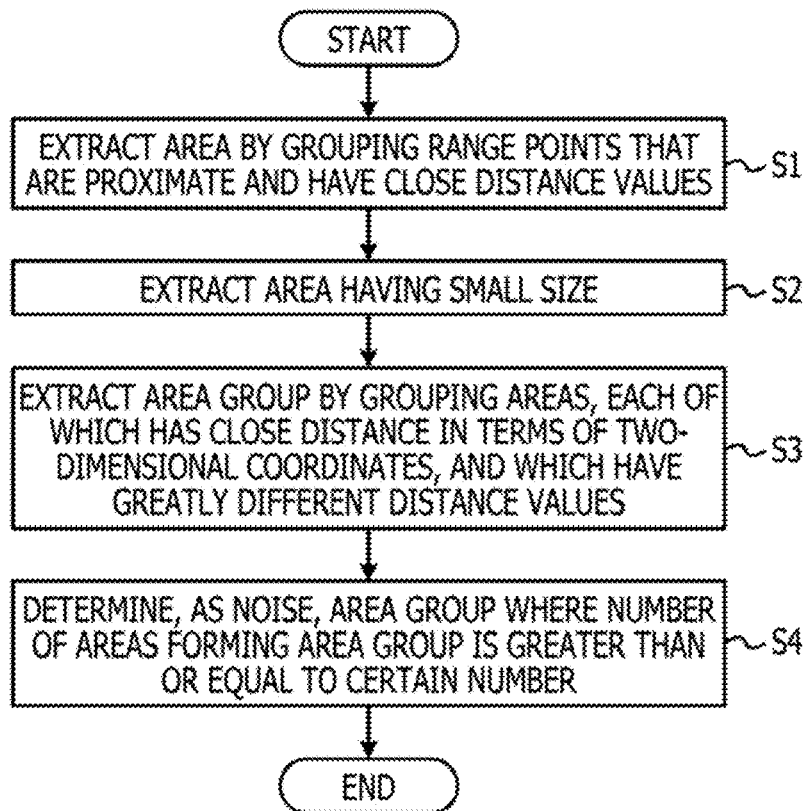 START
EXTRACT AREA BY GROUPING RANGE POINTS THAT
ARE PROXIMATE AND HAVE CLOSE DISTANCE VALUES
S1
EXTRACT AREA HAVING SMALL SIZE
S2
EXTRACT AREA GROUP BY GROUPING AREAS, EACH OF
WHICH HAS CLOSE DISTANCE IN TERMS OF TWO-
DIMENSIONAL COORDINATES, AND WHICH HAVE
GREATLY DIFFERENT DISTANCE VALUES
S3
DETERMINE, AS NOISE, AREA GROUP WHERE NUMBER
OF AREAS FORMING AREA GROUP IS GREATER THAN
OR EQUAL TO CERTAIN NUMBER
S4
END